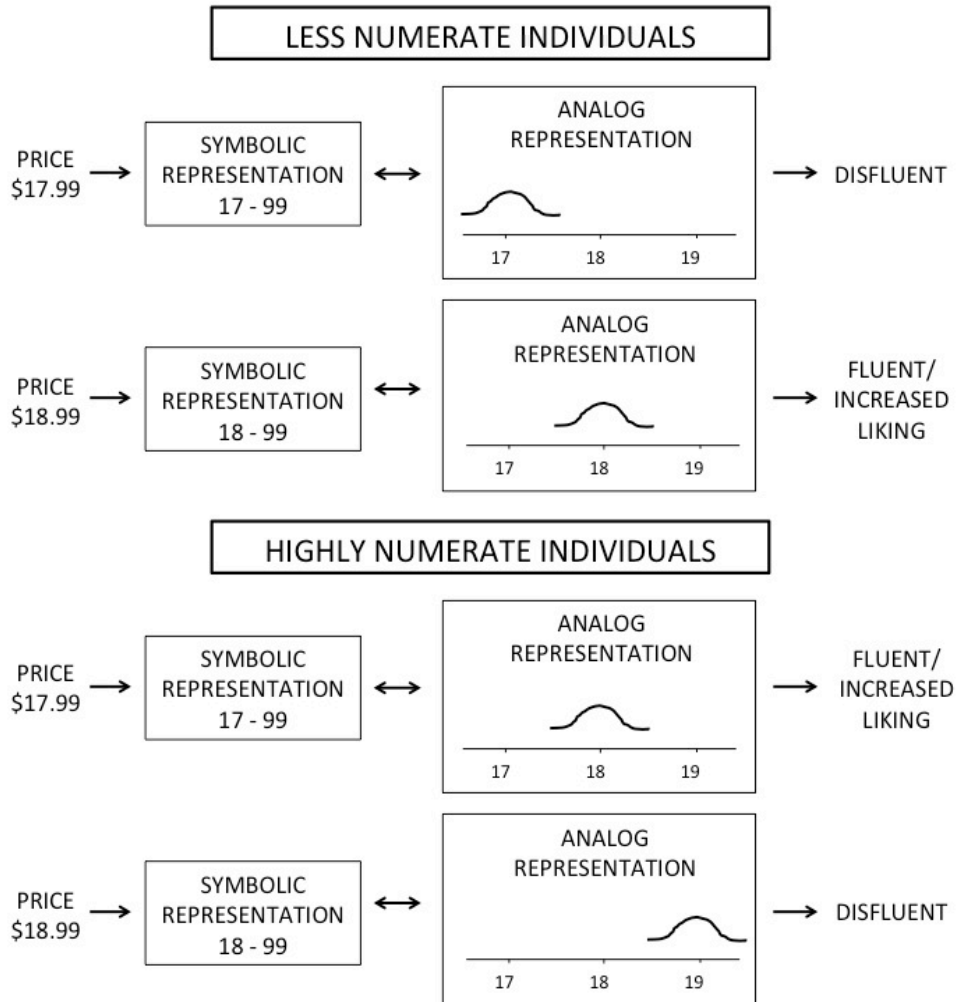 LESS NUMERATE INDIVIDUALS
PRICE
$17.99
SYMBOLIC
REPRESENTATION
17 - 99
ANALOG
REPRESENTATION
17 18 19
DISFLUENT
PRICE
$18.99
SYMBOLIC
REPRESENTATION
18 - 99
ANALOG
REPRESENTATION
17 18 19
FLUENT/
INCREASED
LIKING
HIGHLY NUMERATE INDIVIDUALS
PRICE
$17.99
SYMBOLIC
REPRESENTATION
17 - 99
ANALOG
REPRESENTATION
17 18 19
FLUENT/
INCREASED
LIKING
PRICE
$18.99
SYMBOLIC
REPRESENTATION
18 - 99
ANALOG
REPRESENTATION
17 18 19
DISFLUENT